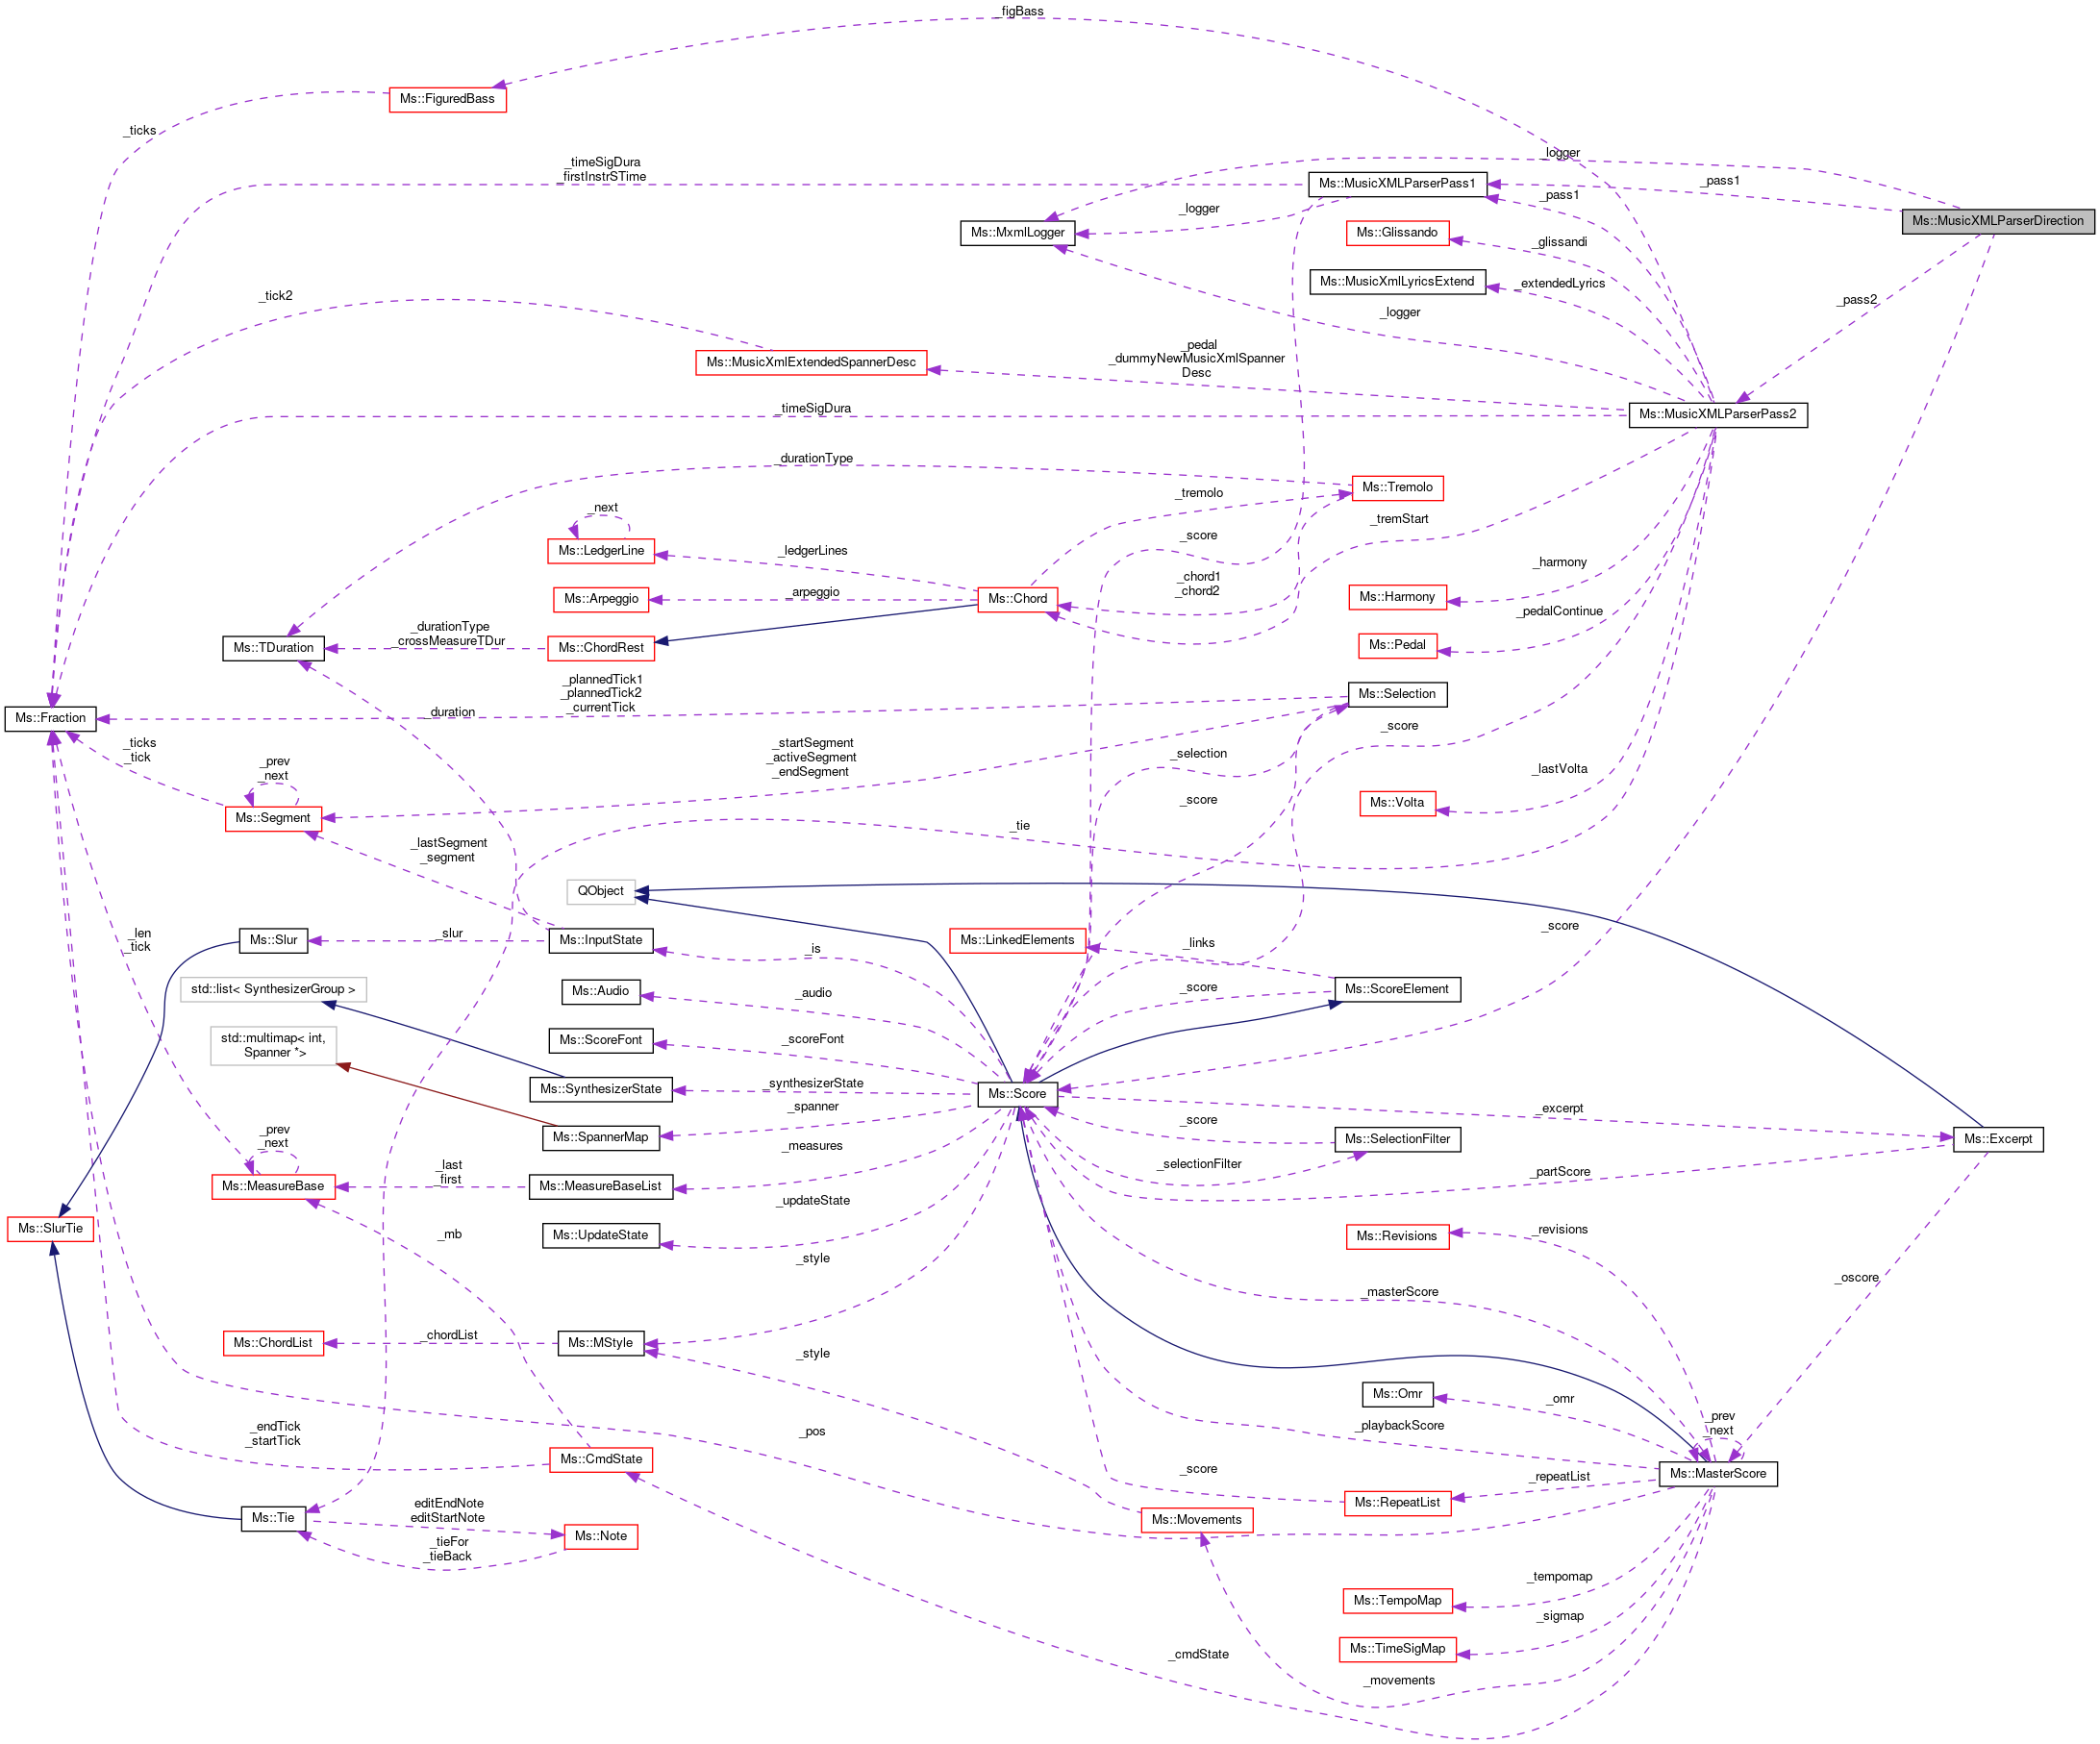 _figBass
Ms::FiguredBass
_ticks
_logger
_timeSigDura
_firstInstrSTime
Ms::MusicXMLParserPass1
_pass1
_pass1
_logger
Ms::MusicXMLParserDirection
Ms::MxmlLogger
Ms::Glissando
_glissandi
Ms::MusicXmlLyricsExtend
_extendedLyrics
_tick2
_pass2
_logger
Ms::MusicXmlExtendedSpannerDesc
_pedal
_dummyNewMusicXmlSpanner
Desc
_timeSigDura
Ms::MusicXMLParserPass2
_durationType
Ms::Tremolo
_tremolo
_next
_tremStart
_score
Ms::LedgerLine
_ledgerLines
_harmony
_chord1
_chord2
Ms::Arpeggio
_arpeggio
Ms::Chord
Ms::Harmony
_pedalContinue
_durationType
_crossMeasureTDur
Ms::TDuration
Ms::ChordRest
Ms::Pedal
_plannedTick1
_plannedTick2
_currentTick
Ms::Selection
Ms::Fraction
_duration
_score
_ticks
_tick
_startSegment
_activeSegment
_endSegment
_selection
_prev
_next
_lastVolta
_score
Ms::Volta
Ms::Segment
_tie
_lastSegment
_segment
QObject
_score
_len
_tick
Ms::Slur
_slur
Ms::InputState
_is
Ms::LinkedElements
_links
std::list< SynthesizerGroup >
Ms::Audio
_audio
_score
Ms::ScoreElement
std::multimap< int,
Spanner *>
Ms::ScoreFont
_scoreFont
Ms::SynthesizerState
_synthesizerState
Ms::Score
_spanner
_excerpt
_score
_prev
_next
Ms::SpannerMap
Ms::SelectionFilter
Ms::Excerpt
_measures
_last
_first
_selectionFilter
_partScore
Ms::MeasureBase
Ms::MeasureBaseList
_updateState
Ms::SlurTie
Ms::UpdateState
_mb
Ms::Revisions
_revisions
_style
_oscore
_masterScore
Ms::ChordList
_chordList
Ms::MStyle
_style
Ms::Omr
_omr
_prev
_next
_endTick
_startTick
_pos
_playbackScore
Ms::CmdState
_score
_repeatList
Ms::MasterScore
editEndNote
editStartNote
Ms::RepeatList
Ms::Tie
Ms::Note
Ms::Movements
_tieFor
_tieBack
_tempomap
Ms::TempoMap
_sigmap
Ms::TimeSigMap
_cmdState
_movements